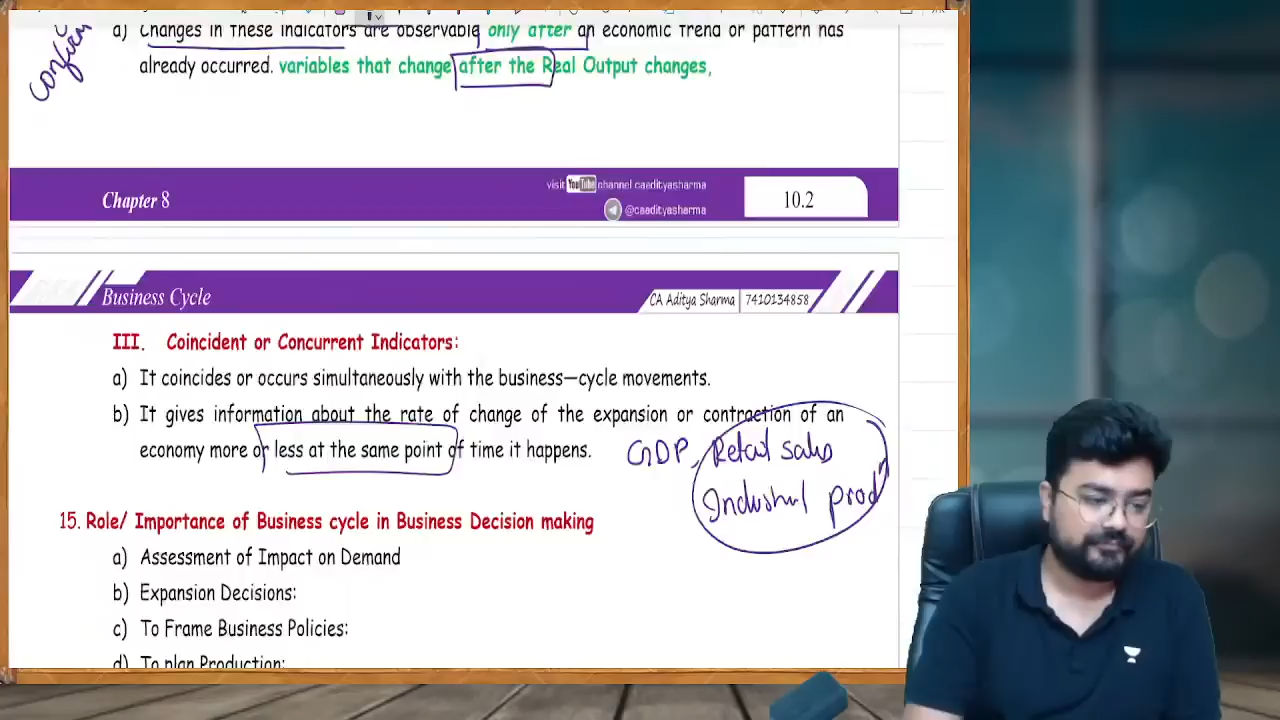 a) Changes in these indicators are observable only after an economic trend or pattern has
already occurred. variables that change after the Real Output changes,
Chapter 8
visit YouTube channel caadityasharma
@caadityasharma
10.2
Business Cycle
CA Aditya Sharma 7410134858
III. Coincident or Concurrent Indicators:
a) It coincides or occurs simultaneously with the business—cycle movements.
b) It gives information about the rate of change of the expansion or contraction of an
economy more or less at the same point of time it happens.
GDP, Retail sales
Industrial prodn
15. Role/ Importance of Business cycle in Business Decision making
a) Assessment of Impact on Demand
b) Expansion Decisions:
c) To Frame Business Policies:
d) To plan Production: